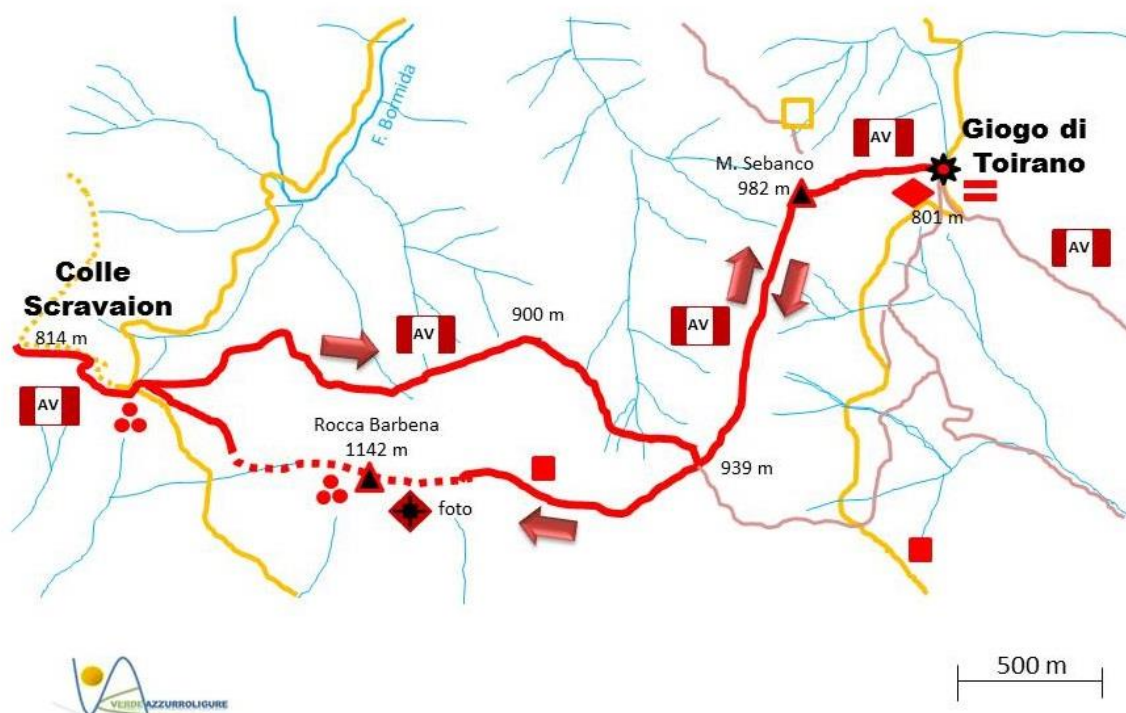 F. Bormida
AV
Giogo di
Toirano
M. Sebanco
982 m
801 m
AV
Colle
Scravaion
814 m
900 m
AV
AV
AV
Rocca Barbena
1142 m
939 m
foto
500 m
VERDEAZZURROLIGURE